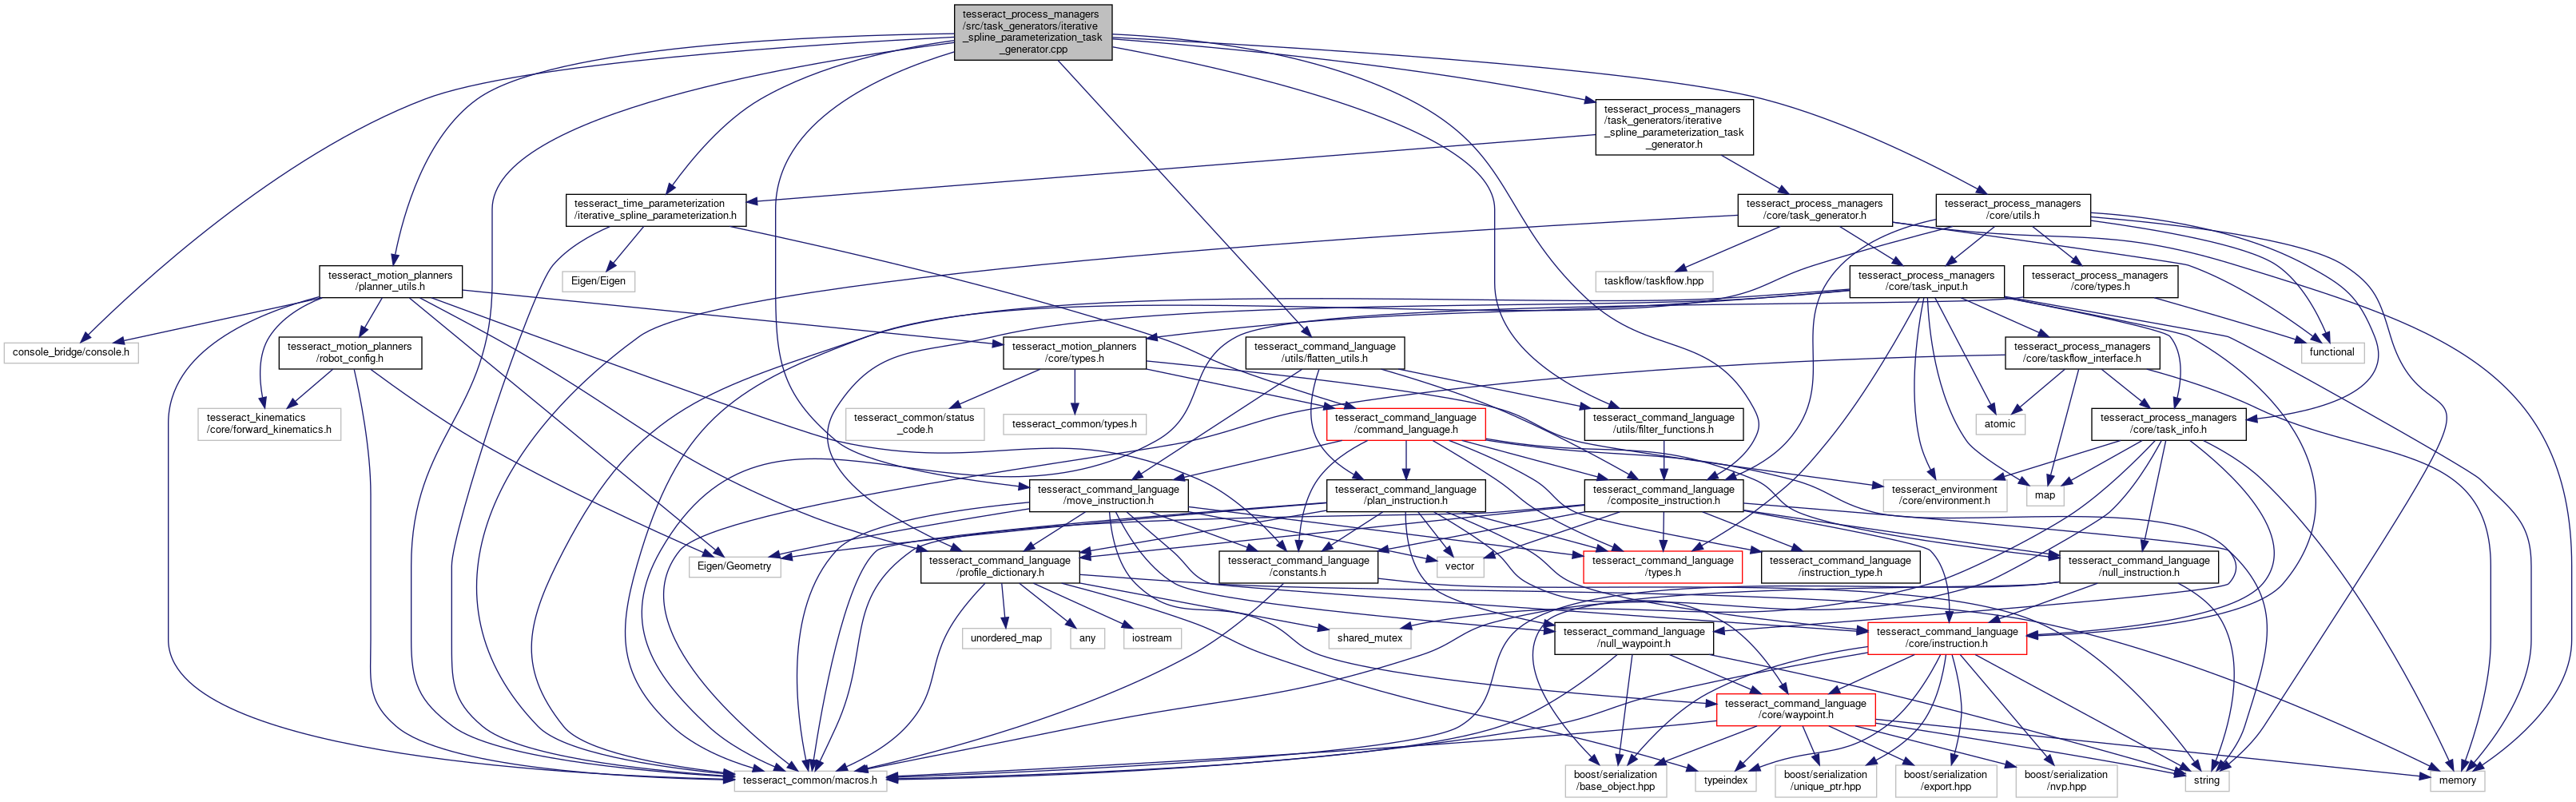 tesseract_process_managers
/src/task_generators/iterative
_spline_parameterization_task
_generator.cpp
tesseract_process_managers
/task_generators/iterative
_spline_parameterization_task
_generator.h
tesseract_time_parameterization
/iterative_spline_parameterization.h
tesseract_process_managers
/core/task_generator.h
tesseract_process_managers
/core/utils.h
tesseract_motion_planners
/planner_utils.h
Eigen/Eigen
taskflow/taskflow.hpp
tesseract_process_managers
/core/task_input.h
tesseract_process_managers
/core/types.h
console_bridge/console.h
tesseract_motion_planners
/robot_config.h
tesseract_motion_planners
/core/types.h
tesseract_command_language
/utils/flatten_utils.h
tesseract_process_managers
/core/taskflow_interface.h
functional
tesseract_kinematics
/core/forward_kinematics.h
tesseract_common/status
_code.h
tesseract_common/types.h
tesseract_command_language
/command_language.h
tesseract_command_language
/utils/filter_functions.h
atomic
tesseract_process_managers
/core/task_info.h
tesseract_command_language
/move_instruction.h
tesseract_command_language
/plan_instruction.h
tesseract_command_language
/composite_instruction.h
tesseract_environment
/core/environment.h
map
Eigen/Geometry
tesseract_command_language
/profile_dictionary.h
tesseract_command_language
/constants.h
vector
tesseract_command_language
/types.h
tesseract_command_language
/instruction_type.h
tesseract_command_language
/null_instruction.h
unordered_map
any
iostream
shared_mutex
tesseract_command_language
/null_waypoint.h
tesseract_command_language
/core/instruction.h
tesseract_command_language
/core/waypoint.h
tesseract_common/macros.h
boost/serialization
/base_object.hpp
typeindex
boost/serialization
/unique_ptr.hpp
boost/serialization
/export.hpp
boost/serialization
/nvp.hpp
string
memory